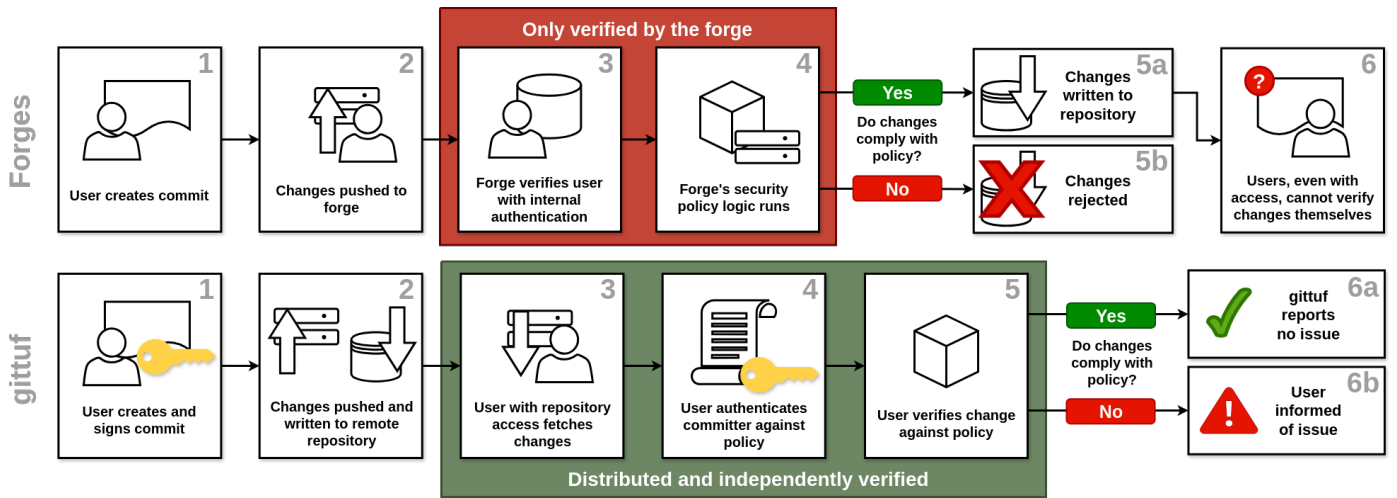 Forges
Only verified by the forge
1
User creates commit
2
Changes pushed to
forge
3
Forge verifies user
with internal
authentication
4
Forge's security
policy logic runs
Yes
Do changes
comply with
policy?
No
5a
Changes
written to
repository
5b
Changes
rejected
6
?
Users, even with
access, cannot verify
changes themselves
gittuf
1
User creates and
signs commit
2
Changes pushed and
written to remote
repository
3
User with repository
access fetches
changes
4
User authenticates
committer against
policy
5
User verifies change
against policy
Distributed and independently verified
Yes
Do changes
comply with
policy?
No
6a
gittuf
reports
no issue
6b
!
User
informed
of issue